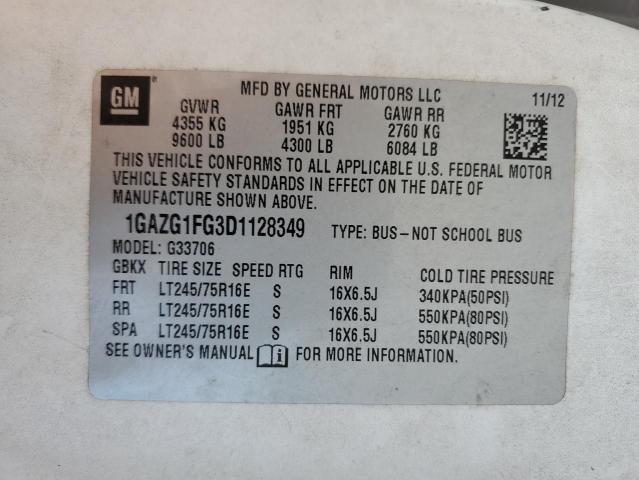 GM
MFD BY GENERAL MOTORS LLC 11/12
GVWR GAWR FRT GAWR RR
4355 KG 1951 KG 2760 KG
9600 LB 4300 LB 6084 LB
THIS VEHICLE CONFORMS TO ALL APPLICABLE U.S. FEDERAL MOTOR
VEHICLE SAFETY STANDARDS IN EFFECT ON THE DATE OF
MANUFACTURE SHOWN ABOVE.
1GAZG1FG3D1128349 TYPE: BUS–NOT SCHOOL BUS
MODEL: G33706
GBKX TIRE SIZE SPEED RTG RIM COLD TIRE PRESSURE
FRT LT245/75R16E S 16X6.5J 340KPA(50PSI)
RR LT245/75R16E S 16X6.5J 550KPA(80PSI)
SPA LT245/75R16E S 16X6.5J 550KPA(80PSI)
SEE OWNER'S MANUAL FOR MORE INFORMATION.